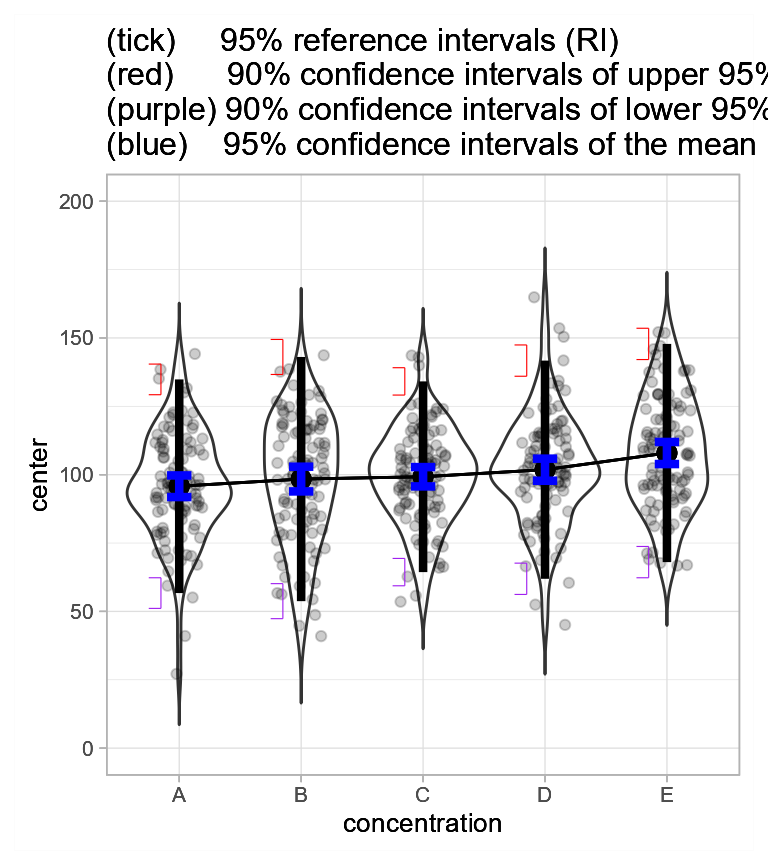 (tick) 95% reference intervals (RI)
(red) 90% confidence intervals of upper 95%
(purple) 90% confidence intervals of lower 95%
(blue) 95% confidence intervals of the mean
200
150
100
50
0
center
A B C D E
concentration